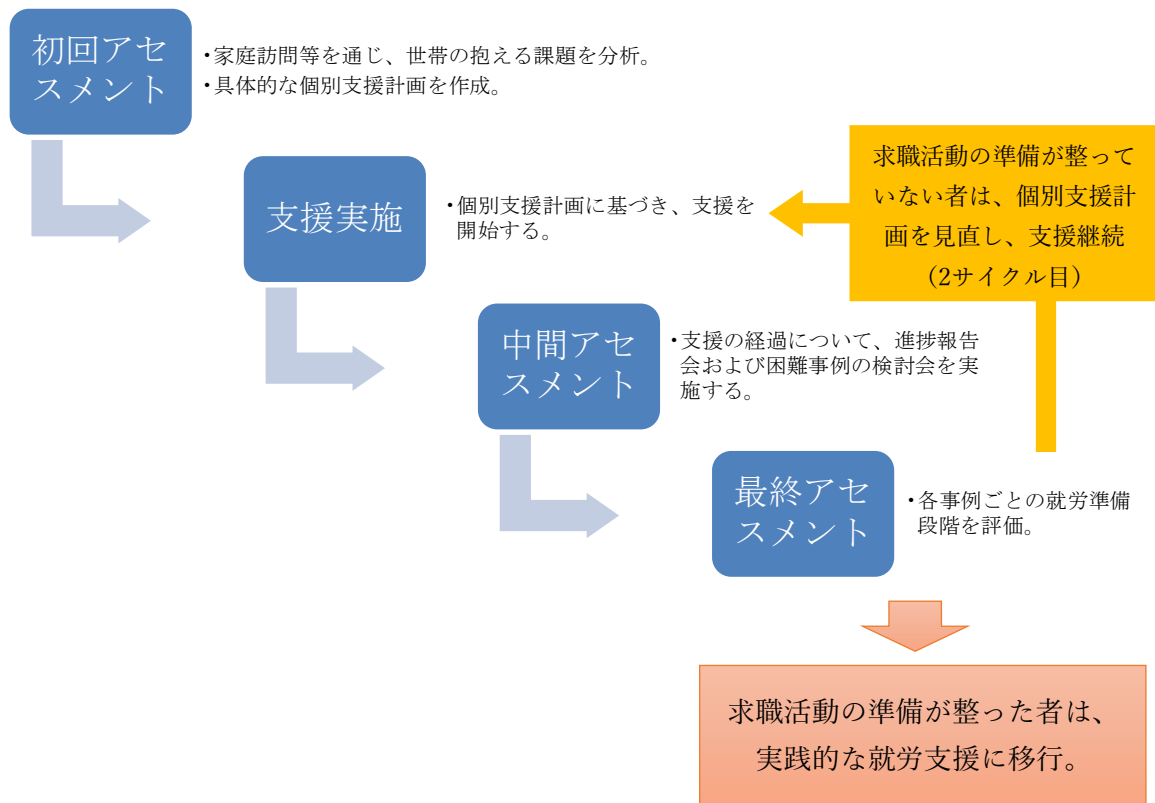 初回アセ
スメント
・家庭訪問等を通じ、世帯の抱える課題を分析。
・具体的な個別支援計画を作成。
支援実施
・個別支援計画に基づき、支援を
開始する。
求職活動の準備が整って
いない者は、個別支援計
画を見直し、支援継続
（2サイクル目）
中間アセ
スメント
・支援の経過について、進捗報告
会および困難事例の検討会を実
施する。
最終アセ
スメント
・各事例ごとの就労準備
段階を評価。
求職活動の準備が整った者は、
実践的な就労支援に移行。